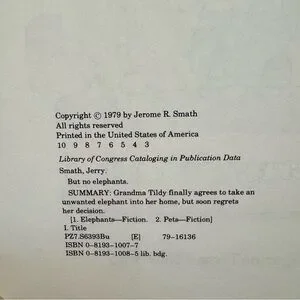 Copyright © 1979 by Jerome R. Smath
All rights reserved
Printed in the United States of America
10 9 8 7 6 5 4 3
Library of Congress Cataloging in Publication Data
Smath, Jerry.
But no elephants.
SUMMARY: Grandma Tildy finally agrees to take an
unwanted elephant into her home, but soon regrets
her decision.
[1. Elephants—Fiction. 2. Pets—Fiction]
I. Title
PZ7.S6393Bu [E] 79-16136
ISBN 0-8193-1007-7
ISBN 0-8193-1008-5 lib. bdg.